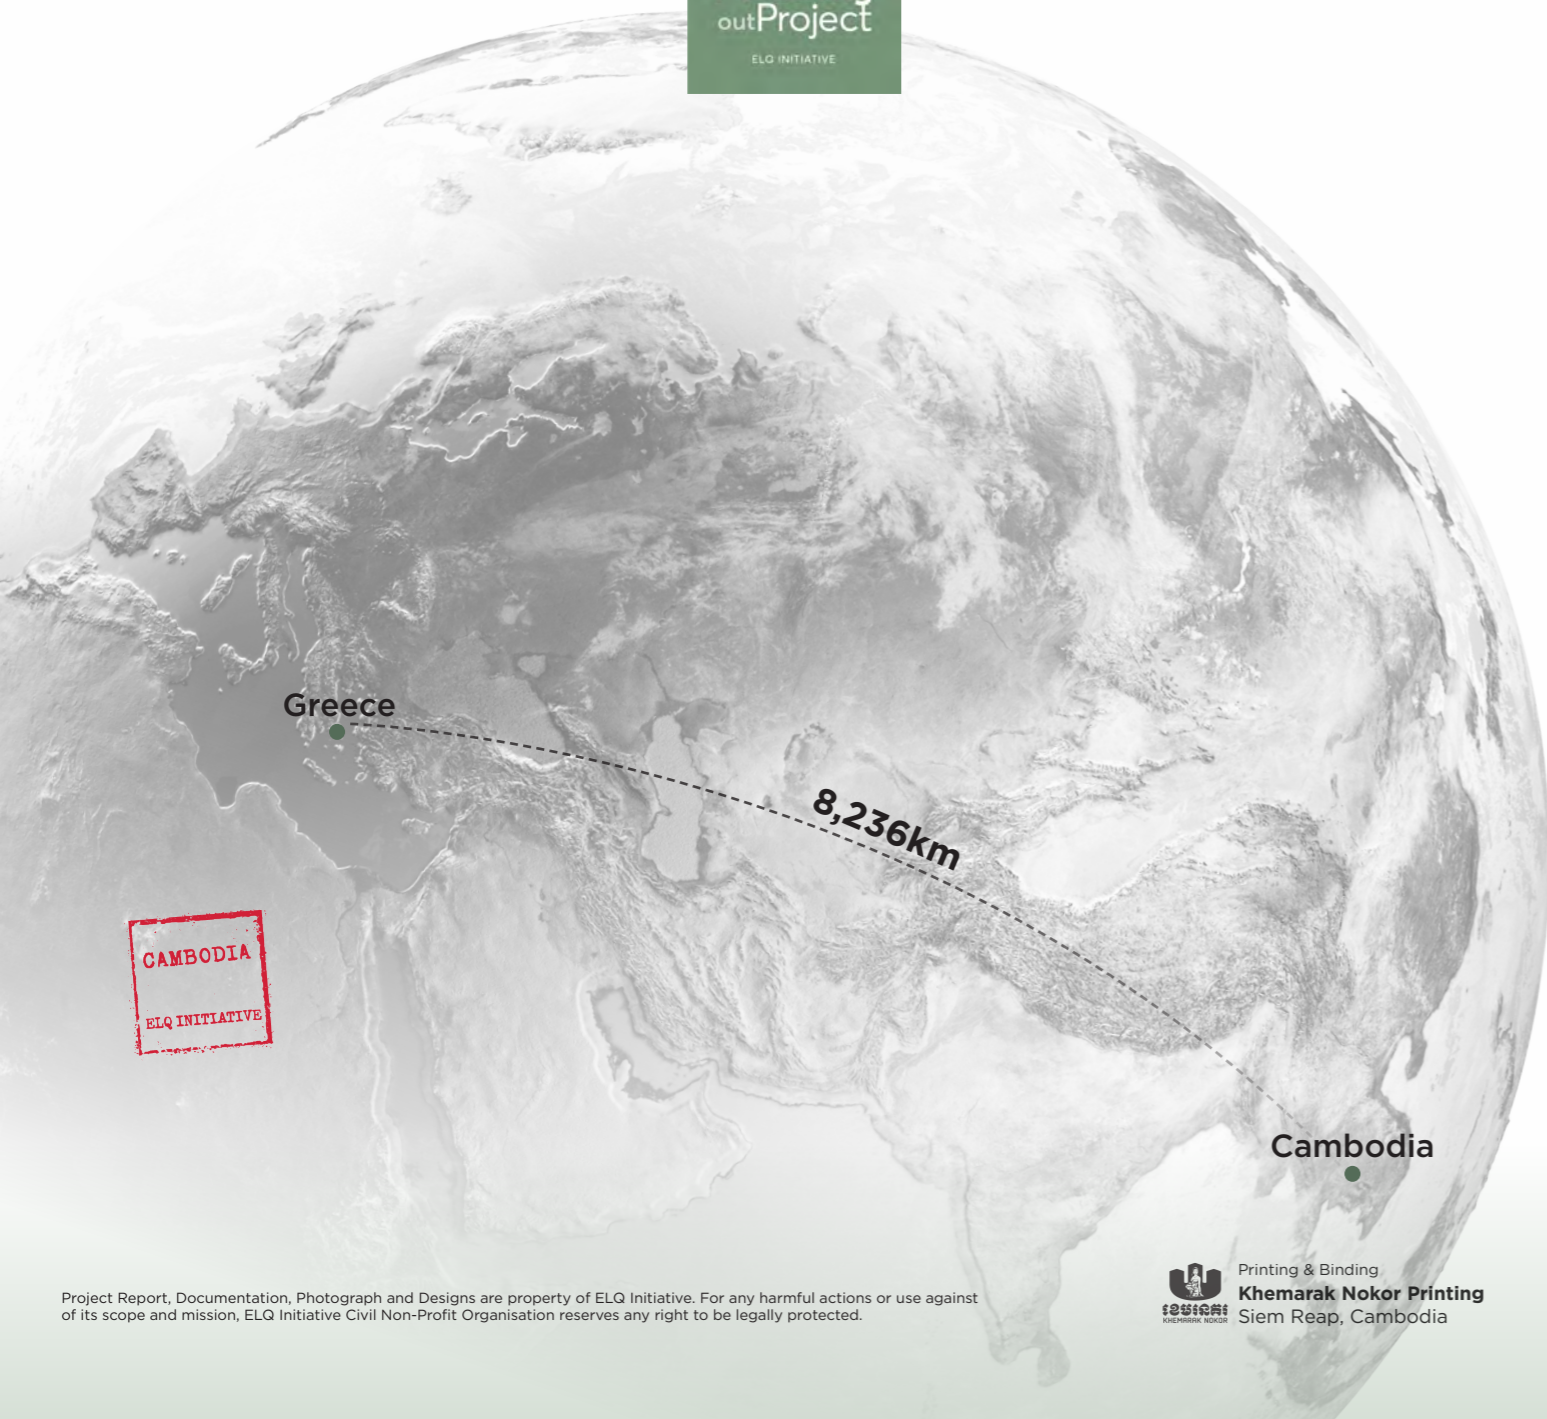 outProject
ELQ INITIATIVE
Greece
8,236km
CAMBODIA
ELQ INITIATIVE
Cambodia
Project Report, Documentation, Photograph and Designs are property of ELQ Initiative. For any harmful actions or use against
of its scope and mission, ELQ Initiative Civil Non-Profit Organisation reserves any right to be legally protected.
Printing & Binding
Khemarak Nokor Printing
Siem Reap, Cambodia
KHEMARAK NOKOR